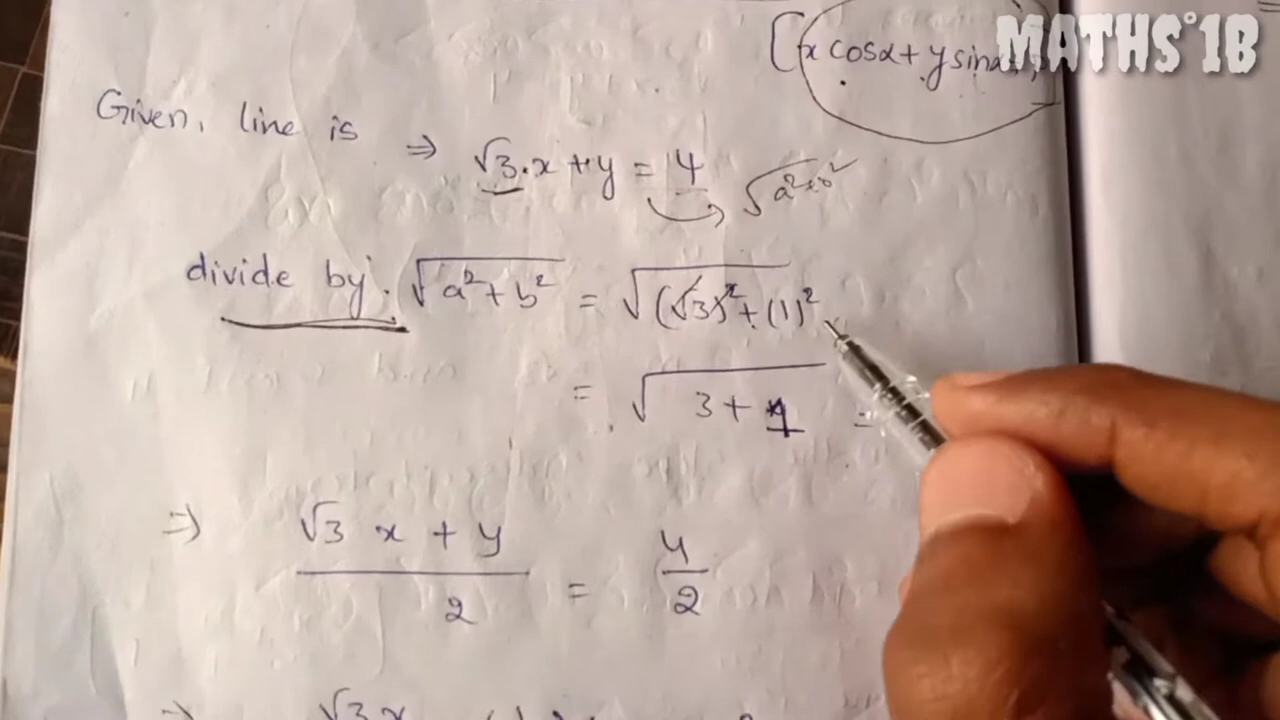 MATHS°1B
[x cosα + y sinα
Given, line is ⇒ √3.x + y = 4 √a²+b²
divide by. √a²+b² = √(√3)²+(1)²
= √3+1 =
⇒ √3 x + y / 2 = 4/2
⇒ √3x